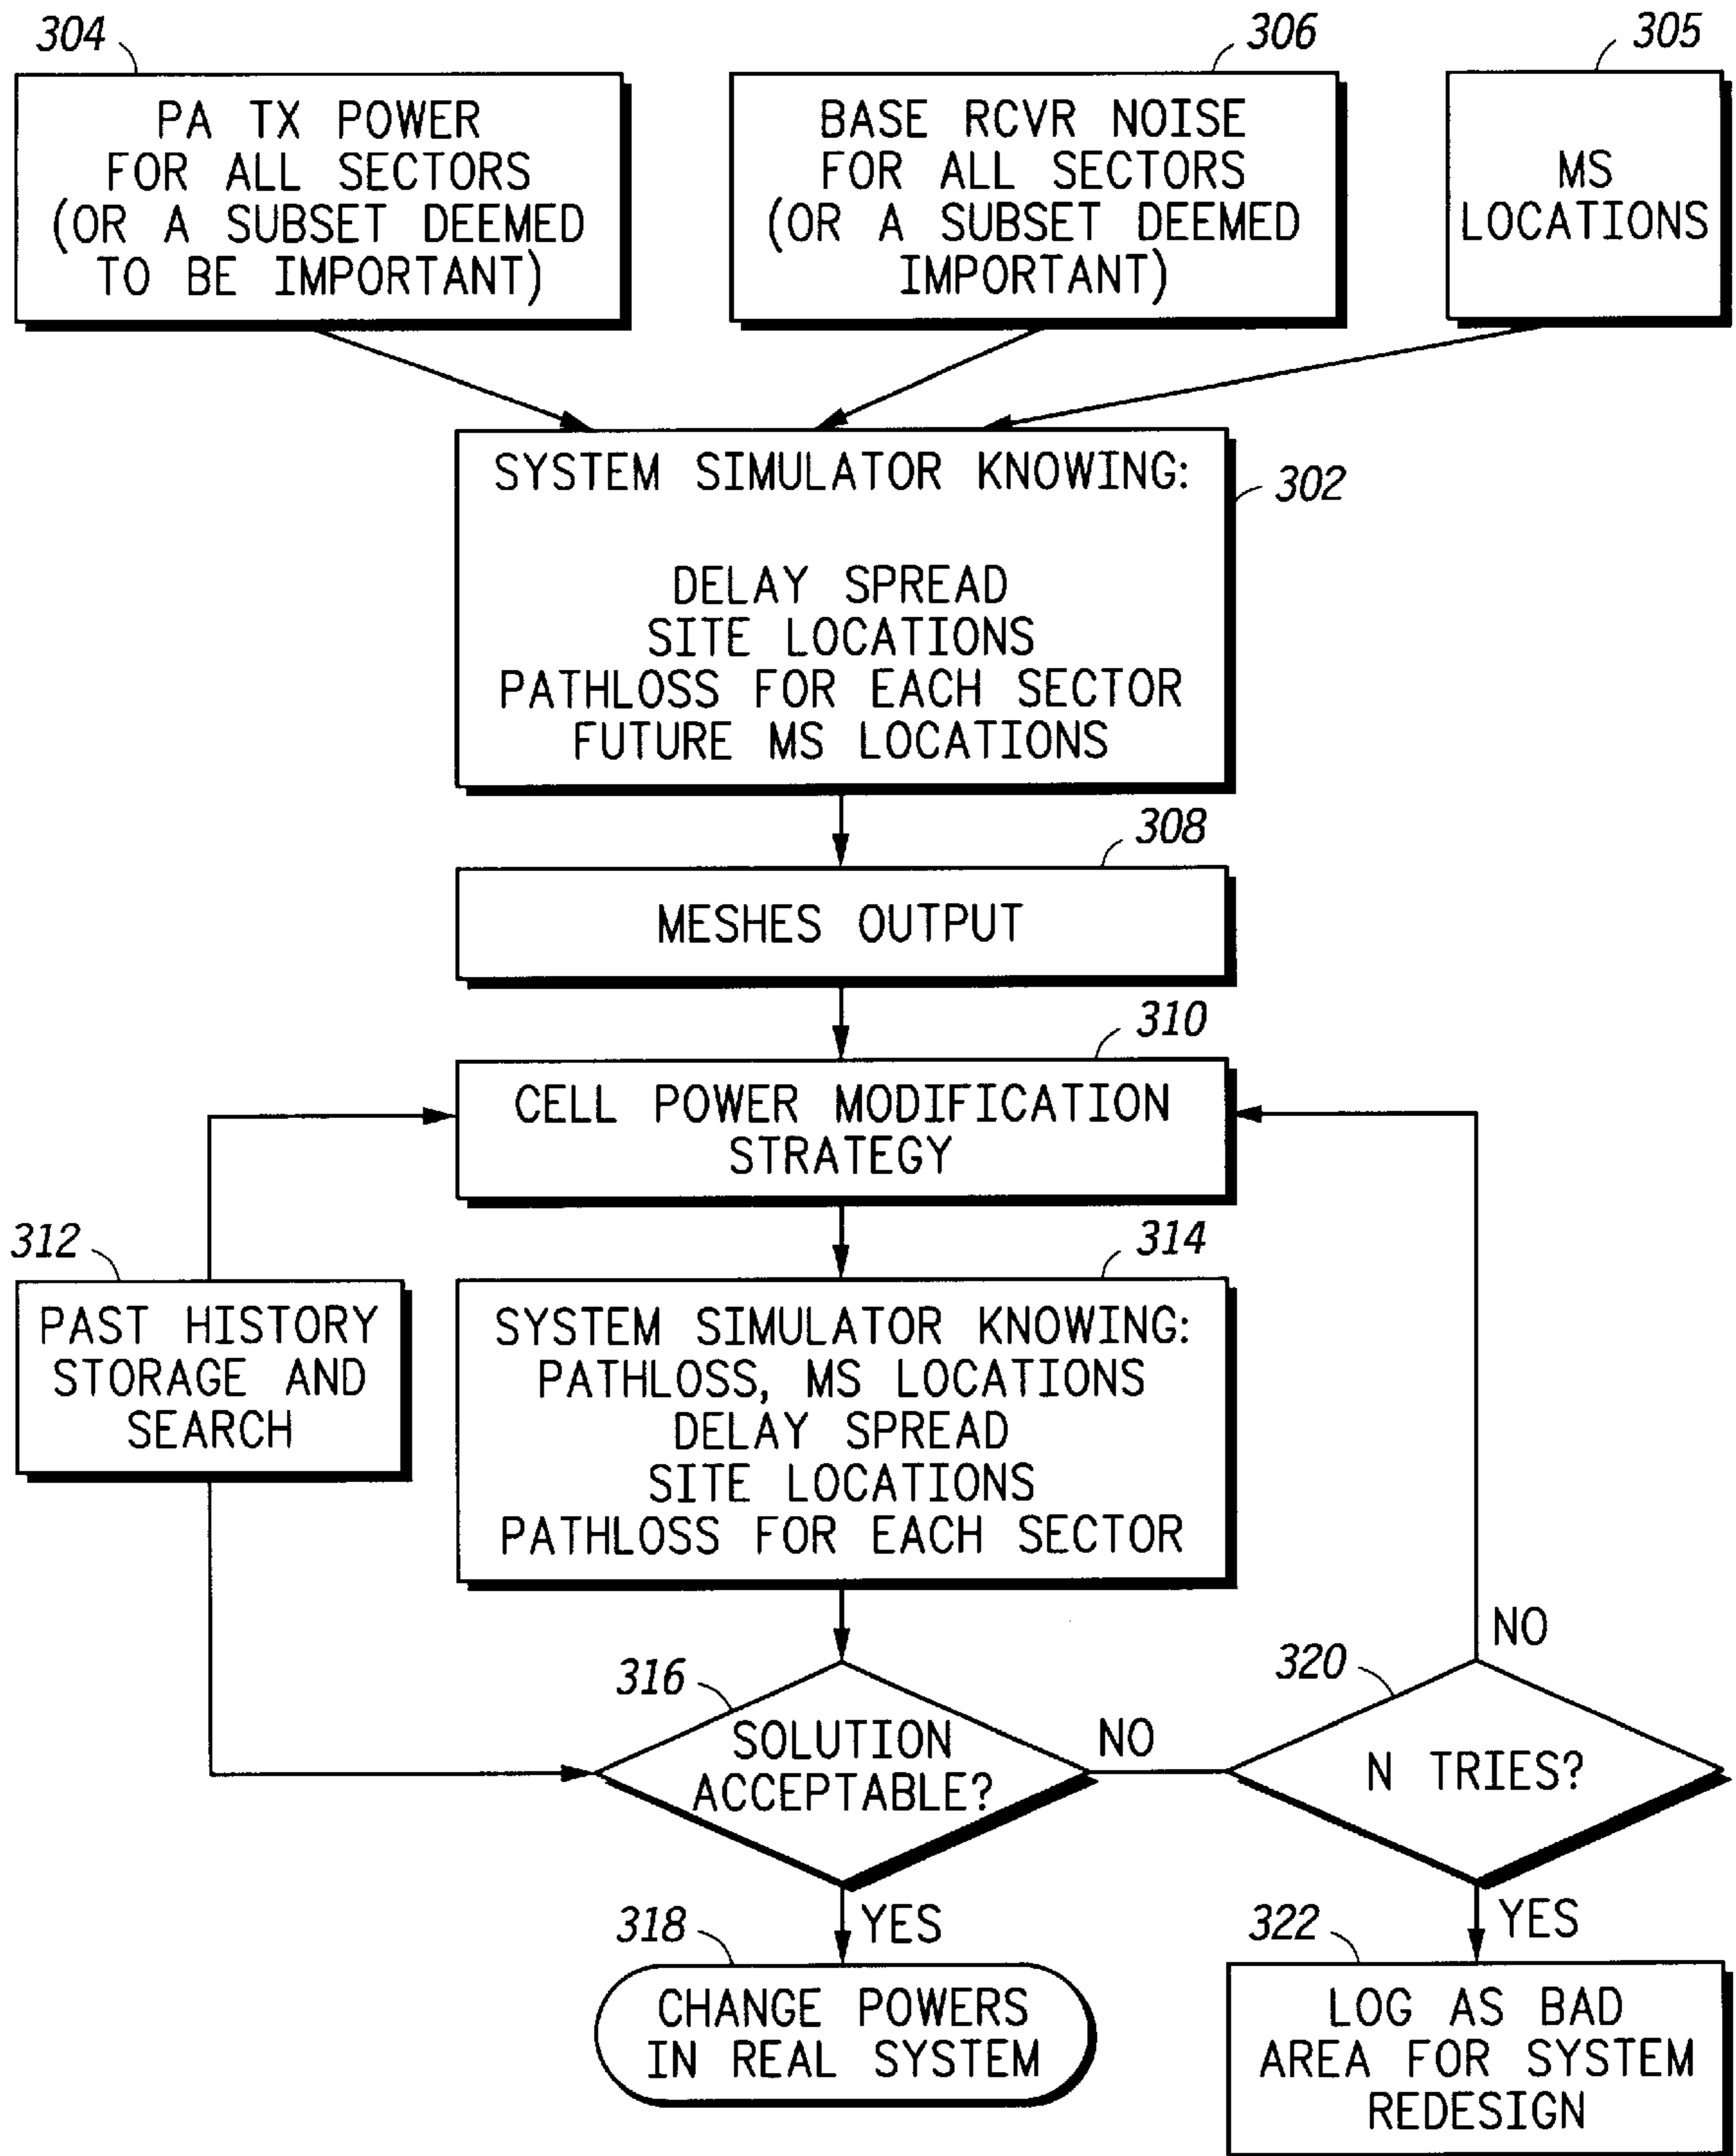 304
PA TX POWER
FOR ALL SECTORS
(OR A SUBSET DEEMED
TO BE IMPORTANT)
306
BASE RCVR NOISE
FOR ALL SECTORS
(OR A SUBSET DEEMED
IMPORTANT)
305
MS
LOCATIONS
302
SYSTEM SIMULATOR KNOWING:
DELAY SPREAD
SITE LOCATIONS
PATHLOSS FOR EACH SECTOR
FUTURE MS LOCATIONS
308
MESHES OUTPUT
310
CELL POWER MODIFICATION
STRATEGY
312
PAST HISTORY
STORAGE AND
SEARCH
314
SYSTEM SIMULATOR KNOWING:
PATHLOSS, MS LOCATIONS
DELAY SPREAD
SITE LOCATIONS
PATHLOSS FOR EACH SECTOR
316
SOLUTION
ACCEPTABLE?
NO
320
NO
N TRIES?
YES
318
CHANGE POWERS
IN REAL SYSTEM
YES
322
LOG AS BAD
AREA FOR SYSTEM
REDESIGN